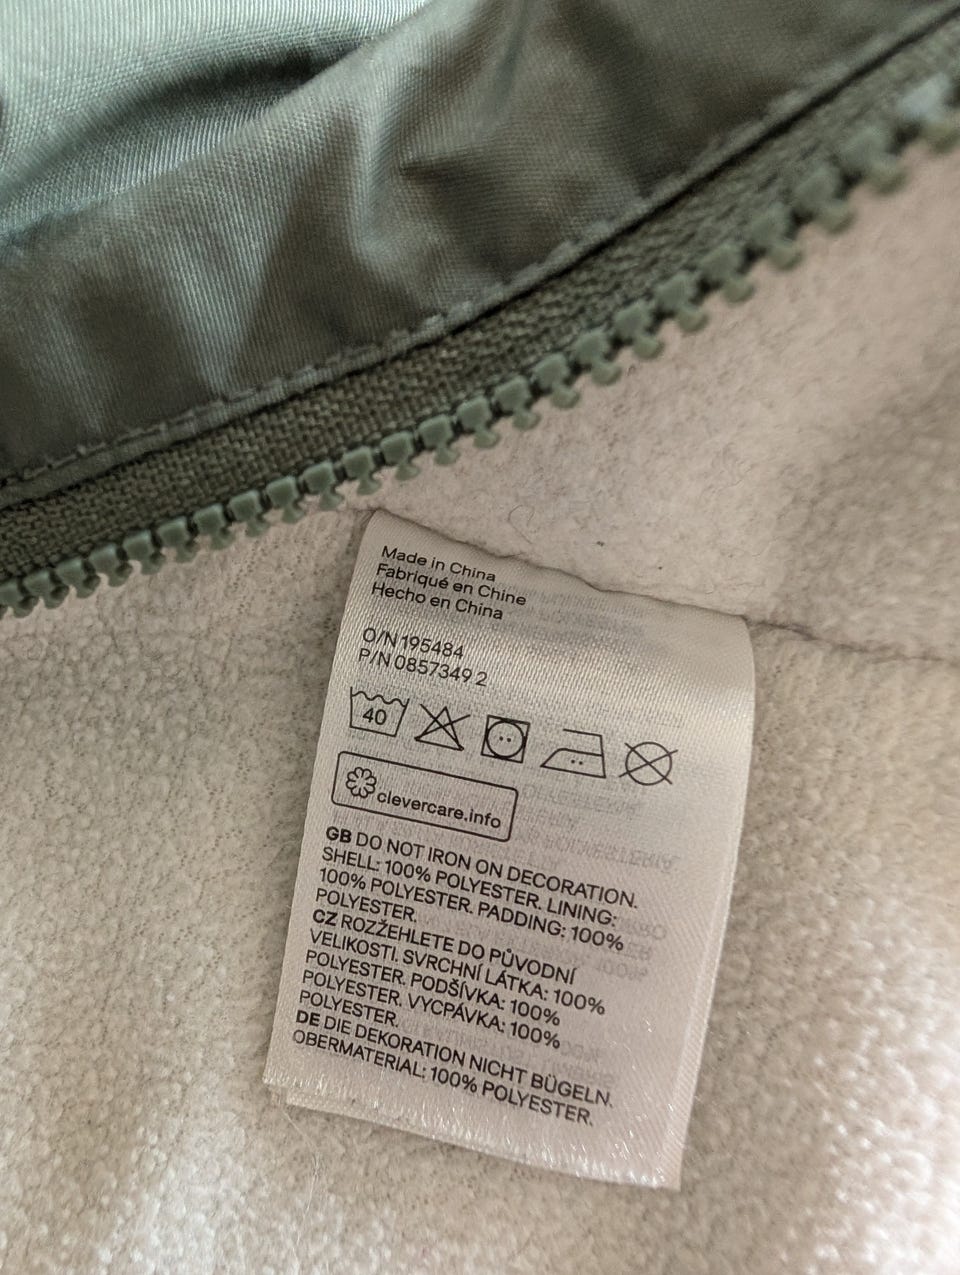 Made in China
Fabriqué en Chine
Hecho en China
O/N 195484
P/N 0857349 2
40
clevercare.info
GB DO NOT IRON ON DECORATION.
SHELL: 100% POLYESTER. LINING:
100% POLYESTER. PADDING: 100%
POLYESTER.
CZ ROZŽEHLETE DO PŮVODNÍ
VELIKOSTI. SVRCHNÍ LÁTKA: 100%
POLYESTER. PODŠÍVKA: 100%
POLYESTER. VYCPÁVKA: 100%
POLYESTER.
DE DIE DEKORATION NICHT BÜGELN.
OBERMATERIAL: 100% POLYESTER.